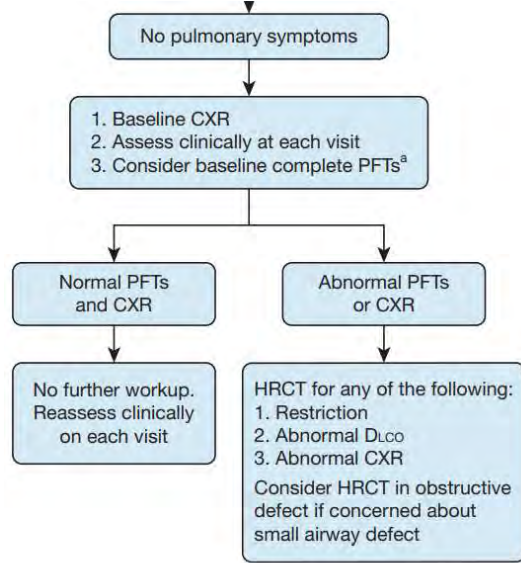 No pulmonary symptoms
1. Baseline CXR
2. Assess clinically at each visit
3. Consider baseline complete PFTsᵃ
Normal PFTs
and CXR
Abnormal PFTs
or CXR
No further workup.
Reassess clinically
on each visit
HRCT for any of the following:
1. Restriction
2. Abnormal DLCO
3. Abnormal CXR
Consider HRCT in obstructive
defect if concerned about
small airway defect